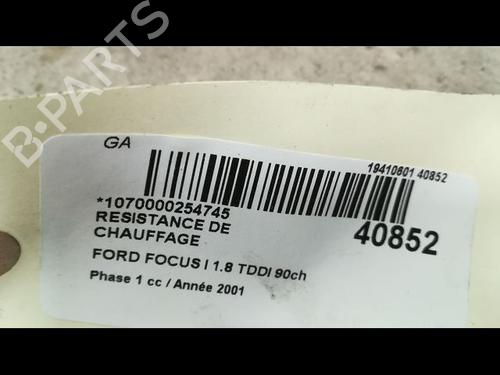 B-PARTS
GA
19410601 40852
*1070000254745
RESISTANCE DE
CHAUFFAGE
40852
FORD FOCUS I 1.8 TDDI 90ch
Phase 1 cc / Année 2001